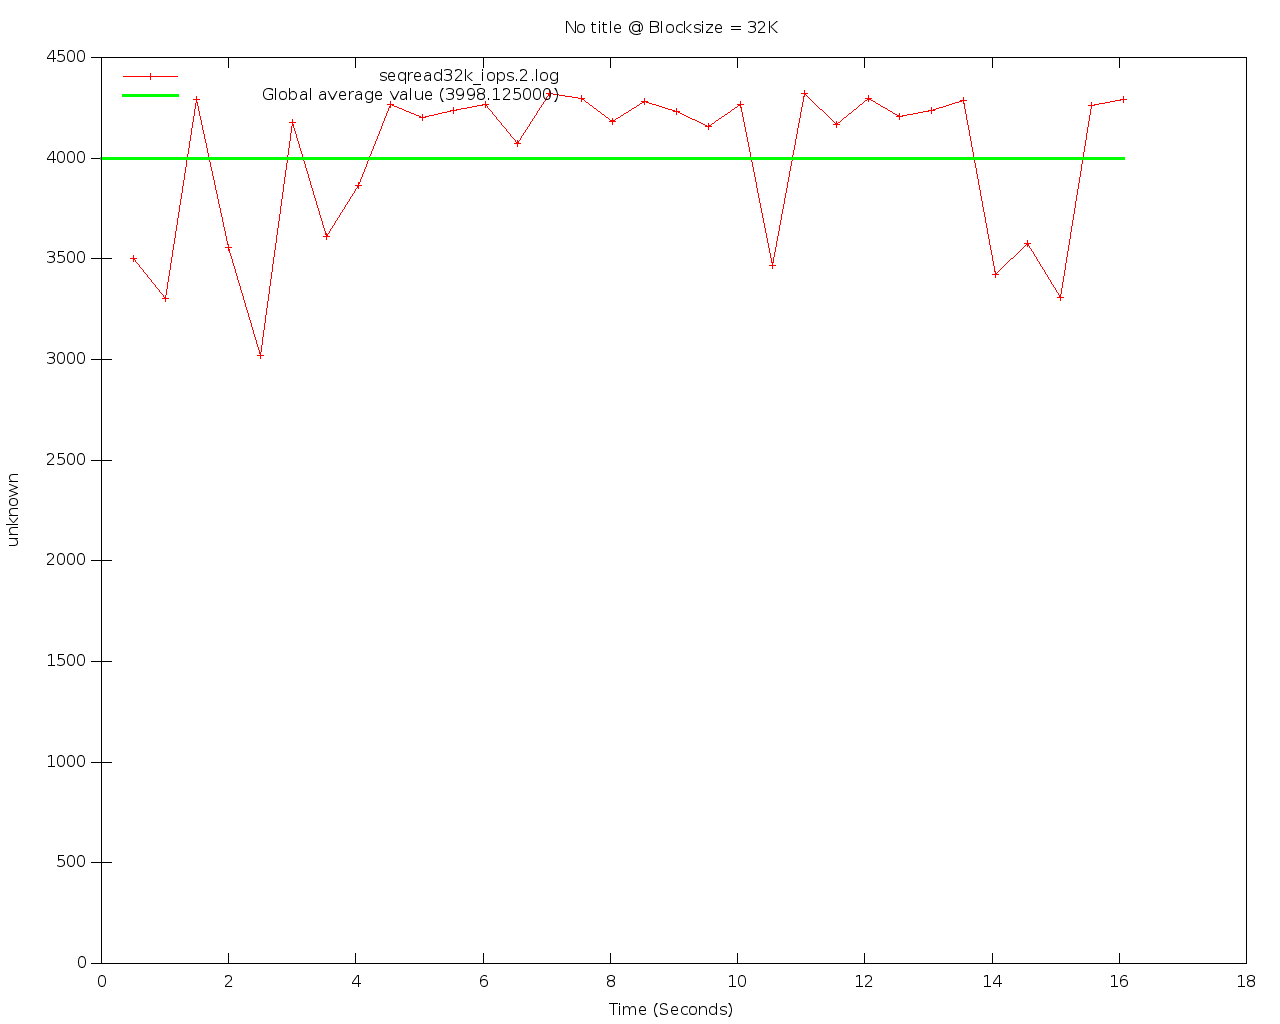 No title @ Blocksize = 32K
seqread32k_iops.2.log
Global average value (3998.125000)
4500
4000
3500
3000
2500
2000
1500
1000
500
0
unknown
0 2 4 6 8 10 12 14 16 18
Time (Seconds)